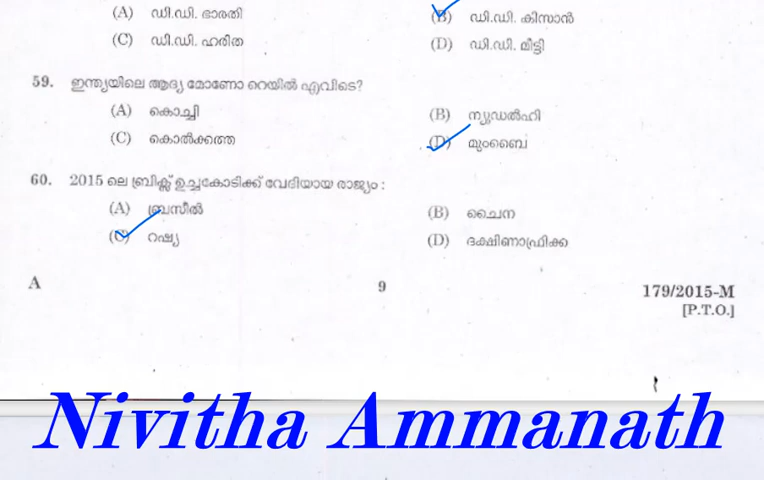 (A) ഡി.ഡി. ഭാരതി (B) ഡി.ഡി. കിസാൻ
(C) ഡി.ഡി. ഹരിത (D) ഡി.ഡി. മിട്ടി
59. ഇന്ത്യയിലെ ആദ്യ മോണോ റെയിൽ എവിടെ?
(A) കൊച്ചി (B) ന്യുഡൽഹി
(C) കൊൽക്കത്ത (D) മുംബൈ
60. 2015 ലെ ബ്രിക്സ് ഉച്ചകോടിക്ക് വേദിയായ രാജ്യം :
(A) ബ്രസീൽ (B) ചൈന
(C) റഷ്യ (D) ദക്ഷിണാഫ്രിക്ക
A 9 179/2015-M
[P.T.O.]
Nivitha Ammanath